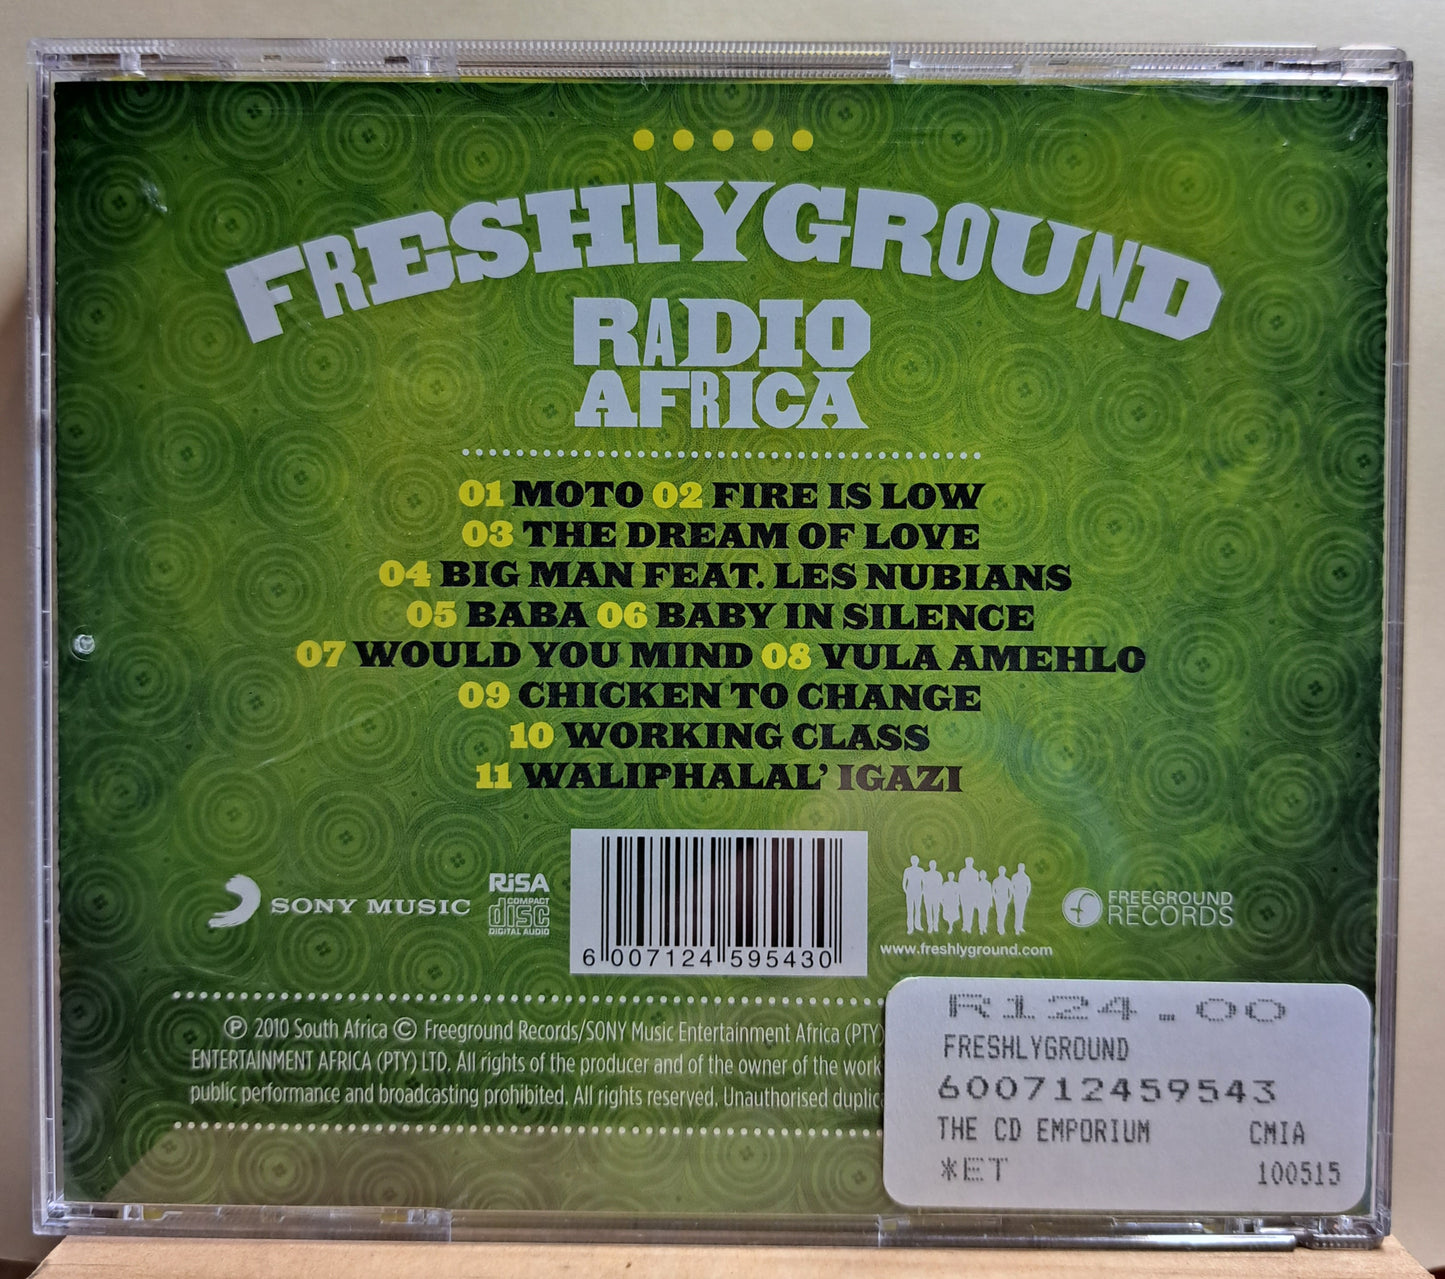 FRESHLYGROUND
RADIO
AFRICA
01 MOTO 02 FIRE IS LOW
03 THE DREAM OF LOVE
04 BIG MAN FEAT. LES NUBIANS
05 BABA 06 BABY IN SILENCE
07 WOULD YOU MIND 08 VULA AMEHLO
09 CHICKEN TO CHANGE
10 WORKING CLASS
11 WALIPHALAL' IGAZI
SONY MUSIC
RiSA
COMPACT
disc
DIGITAL AUDIO
6 007124 595430
www.freshlyground.com
FREEGROUND
RECORDS
℗ 2010 South Africa © Freeground Records/SONY Music Entertainment Africa (PTY)
ENTERTAINMENT AFRICA (PTY) LTD. All rights of the producer and of the owner of the work
public performance and broadcasting prohibited. All rights reserved. Unauthorised duplic
R124.00
FRESHLYGROUND
600712459543
THE CD EMPORIUM CMIA
*ET 100515